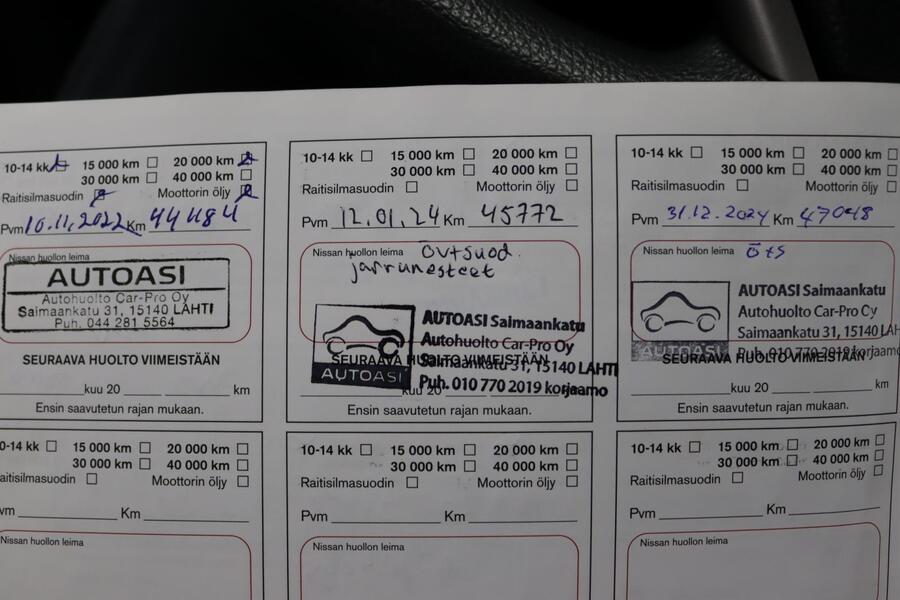 10-14 kk ☒ 15 000 km ☐ 20 000 km ☒
30 000 km ☐ 40 000 km ☐
Raitisilmasuodin ☒ Moottorin öljy ☒
Pvm 10.11.2022 Km 44484
Nissan huollon leima
AUTOASI
Autohuolto Car-Pro Oy
Saimaankatu 31, 15140 LAHTI
Puh. 044 281 5564
SEURAAVA HUOLTO VIIMEISTÄÄN
kuu 20 km
Ensin saavutetun rajan mukaan.
10-14 kk ☐ 15 000 km ☐ 20 000 km ☐
30 000 km ☐ 40 000 km ☐
Raitisilmasuodin ☐ Moottorin öljy ☐
Pvm 12.01.24 Km 45772
Nissan huollon leima övtsuod.
jarrunesteet
AUTOASI
AUTOASI Saimaankatu
Autohuolto Car-Pro Oy
Saimaankatu 31, 15140 LAHTI
Puh. 010 770 2019 korjaamo
SEURAAVA HUOLTO VIIMEISTÄÄN
kuu 20
Ensin saavutetun rajan mukaan.
10-14 kk ☐ 15 000 km ☐ 20 000 km ☐
30 000 km ☐ 40 000 km ☐
Raitisilmasuodin ☐ Moottorin öljy ☐
Pvm 31.12.2024 Km 47048
Nissan huollon leima öts
AUTOASI
AUTOASI Saimaankatu
Autohuolto Car-Pro Oy
Saimaankatu 31, 15140 LAH
Puh. 010 770 2019 korjaamo
SEURAAVA HUOLTO VIIMEISTÄÄN
kuu 20 km
Ensin saavutetun rajan mukaan.
0-14 kk ☐ 15 000 km ☐ 20 000 km ☐
30 000 km ☐ 40 000 km ☐
aitisilmasuodin ☐ Moottorin öljy ☐
vm Km
Nissan huollon leima
10-14 kk ☐ 15 000 km ☐ 20 000 km ☐
30 000 km ☐ 40 000 km ☐
Raitisilmasuodin ☐ Moottorin öljy ☐
Pvm Km
Nissan huollon leima
10-14 kk ☐ 15 000 km ☐ 20 000 km ☐
30 000 km ☐ 40 000 km ☐
Raitisilmasuodin ☐ Moottorin öljy ☐
Pvm Km
Nissan huollon leima